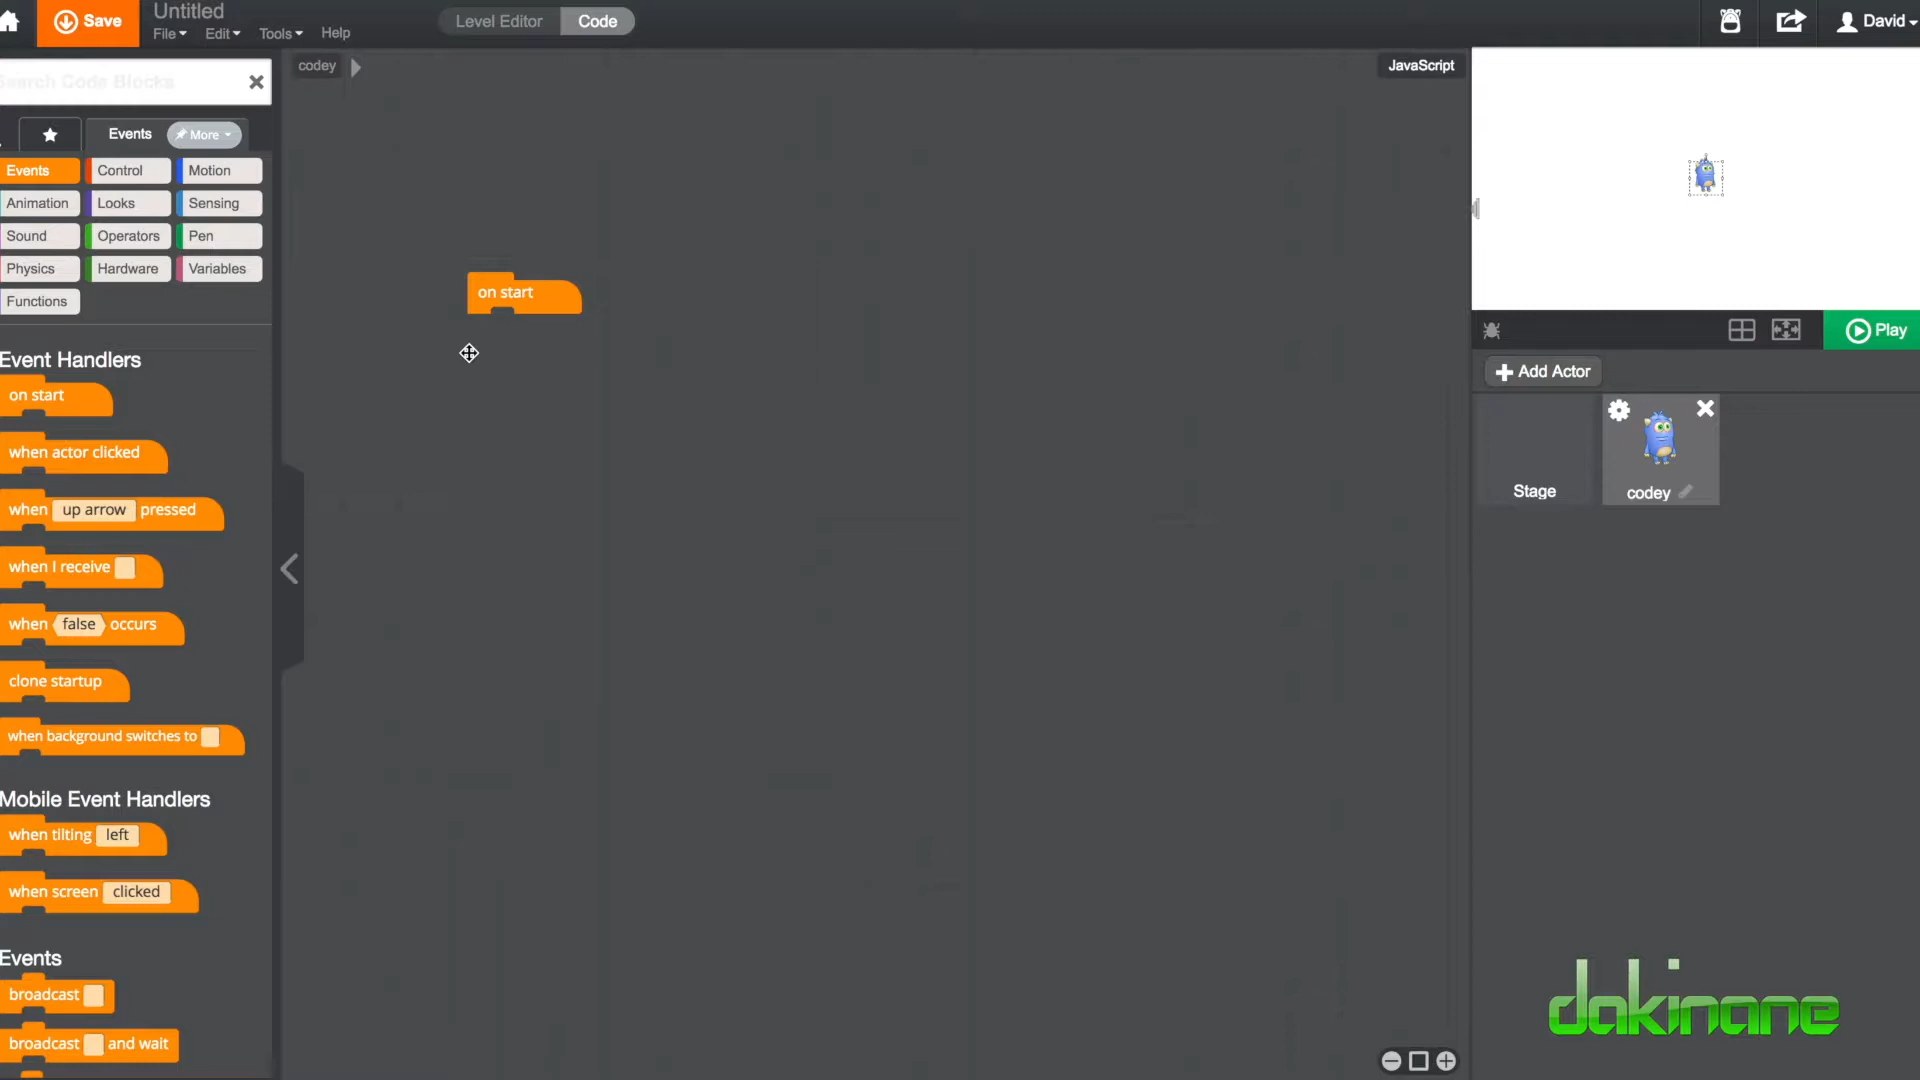 Save
Untitled
File
Edit
Tools
Help
Level Editor
Code
David
Search Code Blocks
codey
JavaScript
Events
More
Events
Control
Motion
Animation
Looks
Sensing
Sound
Operators
Pen
Physics
Hardware
Variables
Functions
on start
Event Handlers
on start
when actor clicked
when up arrow pressed
when I receive
when false occurs
clone startup
when background switches to
Mobile Event Handlers
when tilting left
when screen clicked
Events
broadcast
broadcast and wait
Play
Add Actor
Stage
codey
dakinane